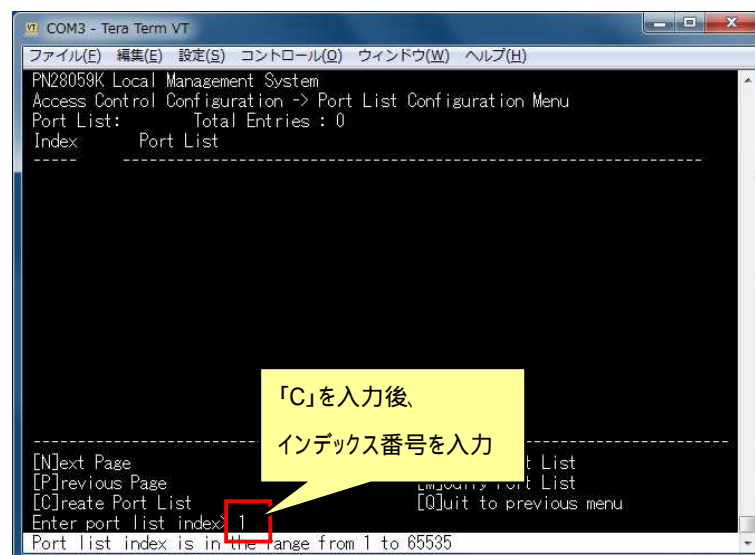 COM3 - Tera Term VT
ファイル(F) 編集(E) 設定(S) コントロール(O) ウィンドウ(W) ヘルプ(H)
PN28059K Local Management System
Access Control Configuration -> Port List Configuration Menu
Port List: Total Entries : 0
Index Port List
「C」を入力後、
インデックス番号を入力
[N]ext Page t List
[P]revious Page [M]odify Port List
[C]reate Port List [Q]uit to previous menu
Enter port list index> 1
Port list index is in the range from 1 to 65535